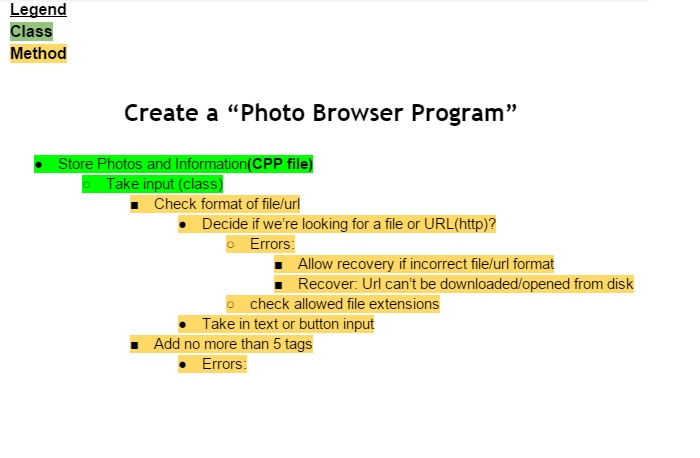 Legend
Class
Method
Create a “Photo Browser Program”
● Store Photos and Information(CPP file)
○ Take input (class)
■ Check format of file/url
● Decide if we’re looking for a file or URL(http)?
○ Errors:
■ Allow recovery if incorrect file/url format
■ Recover: Url can’t be downloaded/opened from disk
○ check allowed file extensions
● Take in text or button input
■ Add no more than 5 tags
● Errors: